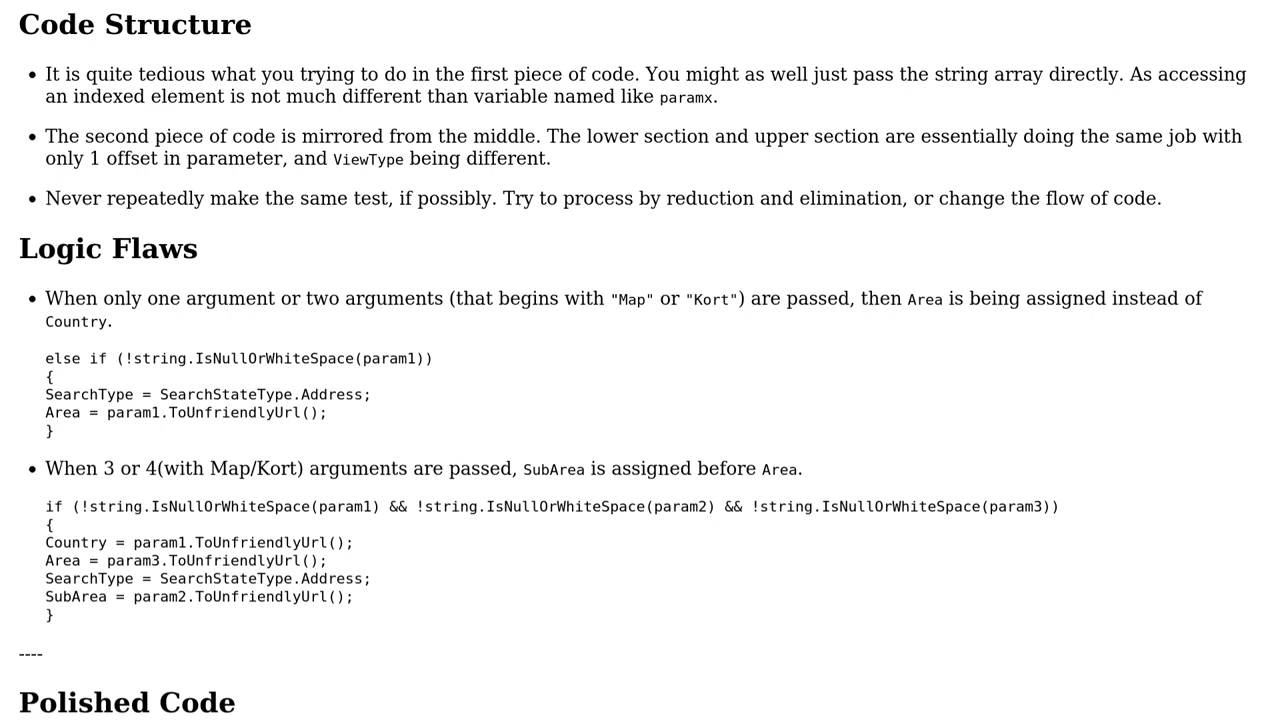 Code Structure
• It is quite tedious what you trying to do in the first piece of code. You might as well just pass the string array directly. As accessing
an indexed element is not much different than variable named like paramx.
• The second piece of code is mirrored from the middle. The lower section and upper section are essentially doing the same job with
only 1 offset in parameter, and ViewType being different.
• Never repeatedly make the same test, if possibly. Try to process by reduction and elimination, or change the flow of code.
Logic Flaws
• When only one argument or two arguments (that begins with "Map" or "Kort") are passed, then Area is being assigned instead of
Country.
else if (!string.IsNullOrWhiteSpace(param1))
{
SearchType = SearchStateType.Address;
Area = param1.ToUnfriendlyUrl();
}
• When 3 or 4(with Map/Kort) arguments are passed, SubArea is assigned before Area.
if (!string.IsNullOrWhiteSpace(param1) && !string.IsNullOrWhiteSpace(param2) && !string.IsNullOrWhiteSpace(param3))
{
Country = param1.ToUnfriendlyUrl();
Area = param3.ToUnfriendlyUrl();
SearchType = SearchStateType.Address;
SubArea = param2.ToUnfriendlyUrl();
}
----
Polished Code